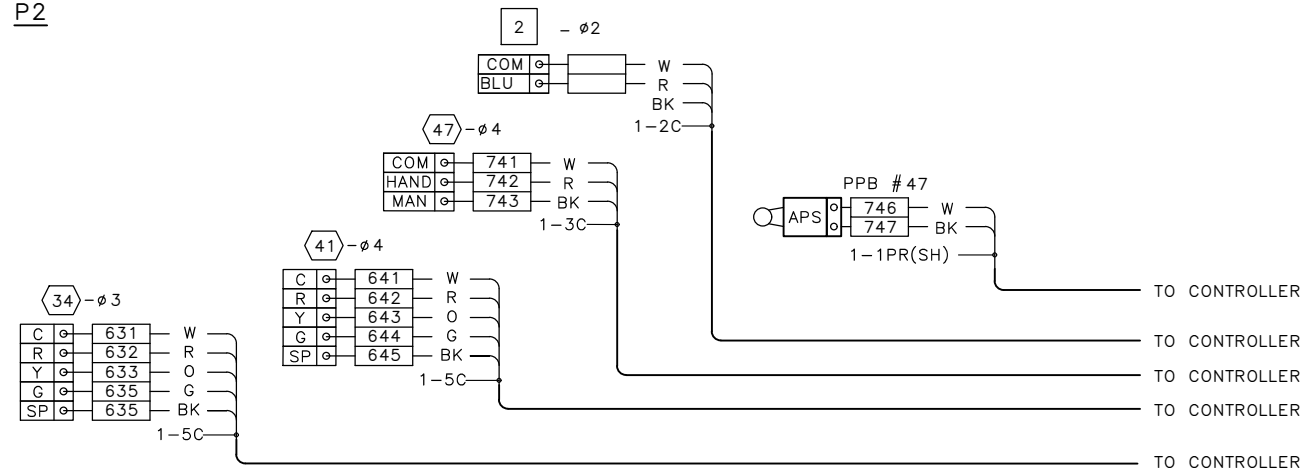 P2
2 - ø2
COM W
BLU R
BK
1-2C
47 -ø4
COM 741 W
HAND 742 R
MAN 743 BK
1-3C
PPB #47
APS 746 W
747 BK
1-1PR(SH)
41 -ø4
C 641 W
R 642 R
Y 643 O
G 644 G
SP 645 BK
1-5C
34 -ø3
C 631 W
R 632 R
Y 633 O
G 635 G
SP 635 BK
1-5C
TO CONTROLLER
TO CONTROLLER
TO CONTROLLER
TO CONTROLLER
TO CONTROLLER